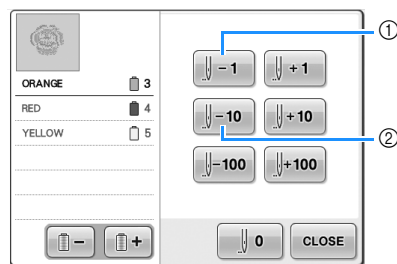 ORANGE 3
RED 4
YELLOW 5
− 1 + 1
− 10 + 10
−100 +100
− + 0 CLOSE
①
②